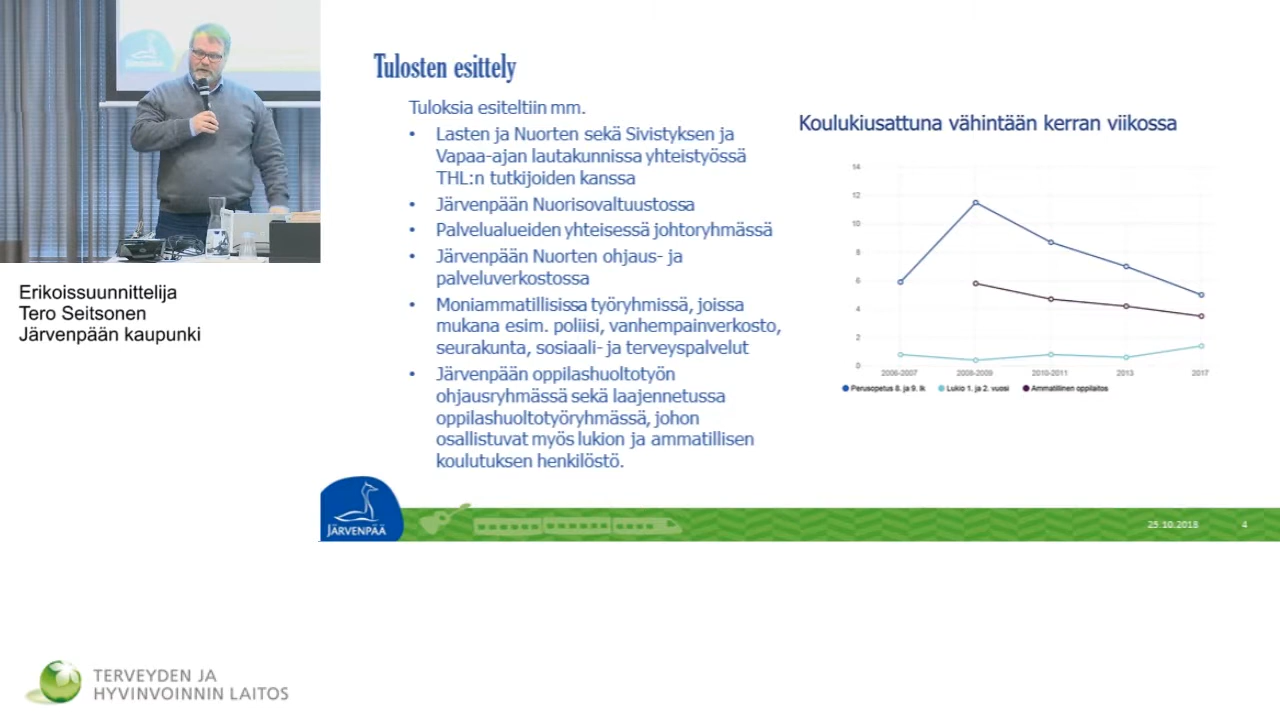 JÄRVENPÄÄ
Erikoissuunnittelija
Tero Seitsonen
Järvenpään kaupunki
Tulosten esittely
Tuloksia esiteltiin mm.
• Lasten ja Nuorten sekä Sivistyksen ja
Vapaa-ajan lautakunnissa yhteistyössä
THL:n tutkijoiden kanssa
• Järvenpään Nuorisovaltuustossa
• Palvelualueiden yhteisessä johtoryhmässä
• Järvenpään Nuorten ohjaus- ja
palveluverkostossa
• Moniammatillisissa työryhmissä, joissa
mukana esim. poliisi, vanhempainverkosto,
seurakunta, sosiaali- ja terveyspalvelut
• Järvenpään oppilashuoltotyön
ohjausryhmässä sekä laajennetussa
oppilashuoltotyöryhmässä, johon
osallistuvat myös lukion ja ammatillisen
koulutuksen henkilöstö.
Koulukiusattuna vähintään kerran viikossa
14
12
10
8
6
4
2
0
2006-2007 2008-2009 2010-2011 2013 2017
Perusopetus 8. ja 9. lk Lukio 1. ja 2. vuosi Ammatillinen oppilaitos
JÄRVENPÄÄ
25.10.2018 4
TERVEYDEN JA
HYVINVOINNIN LAITOS